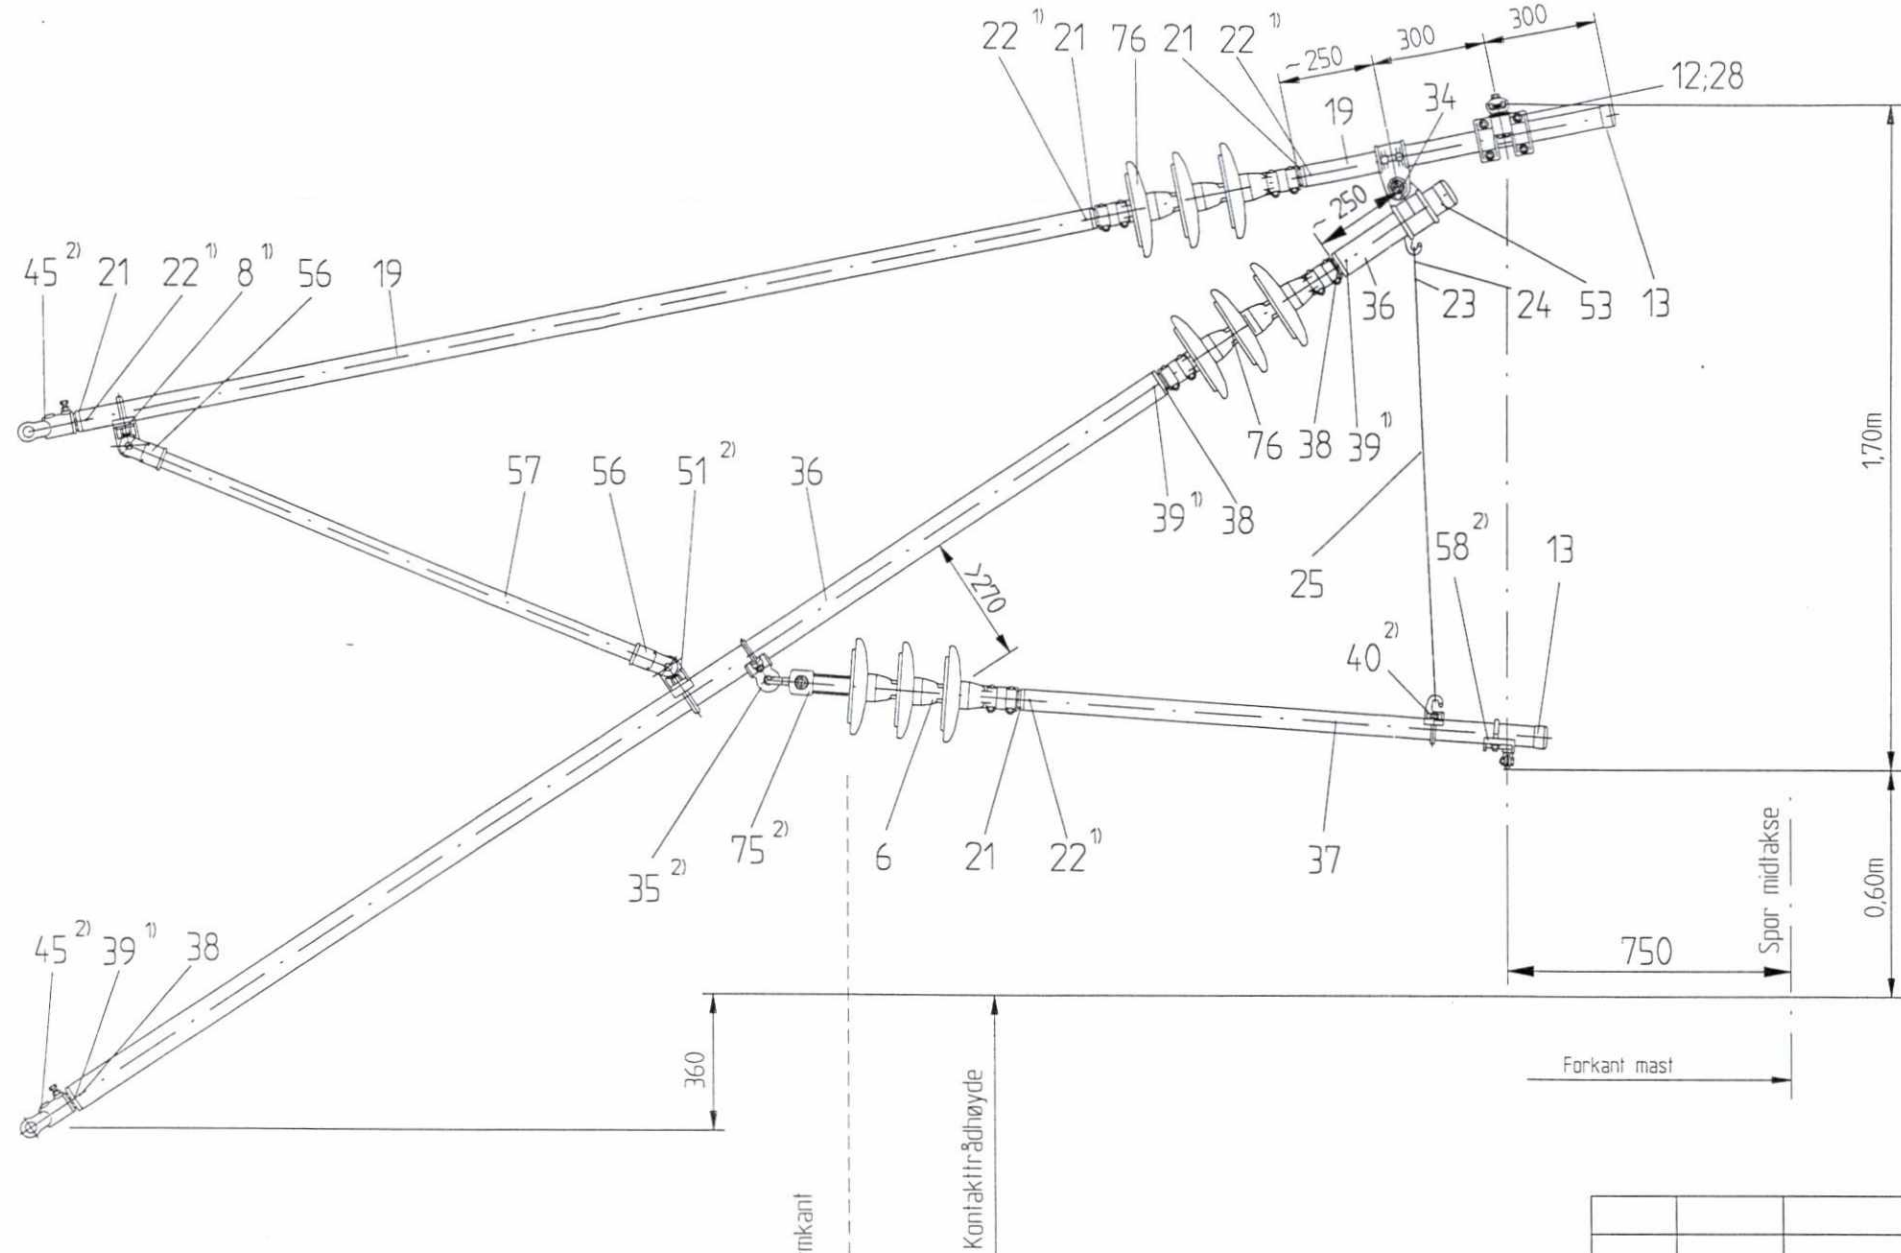 22 1) 21 76 21 22 1)
~250 300 300
12;28
34
19
~250
45 2) 21 22 1) 8 1) 56 19
36 23 24 53 13
1,70m
76 38 39 1)
57 56 51 2) 36
39 1) 38
58 2) 13
25
>270
40 2)
75 2) 6 21 22 1) 37
35 2)
Spor midtakse
0,60m
45 2) 39 1) 38
750
360
Forkant mast
Kontakttrådhøyde
mkant